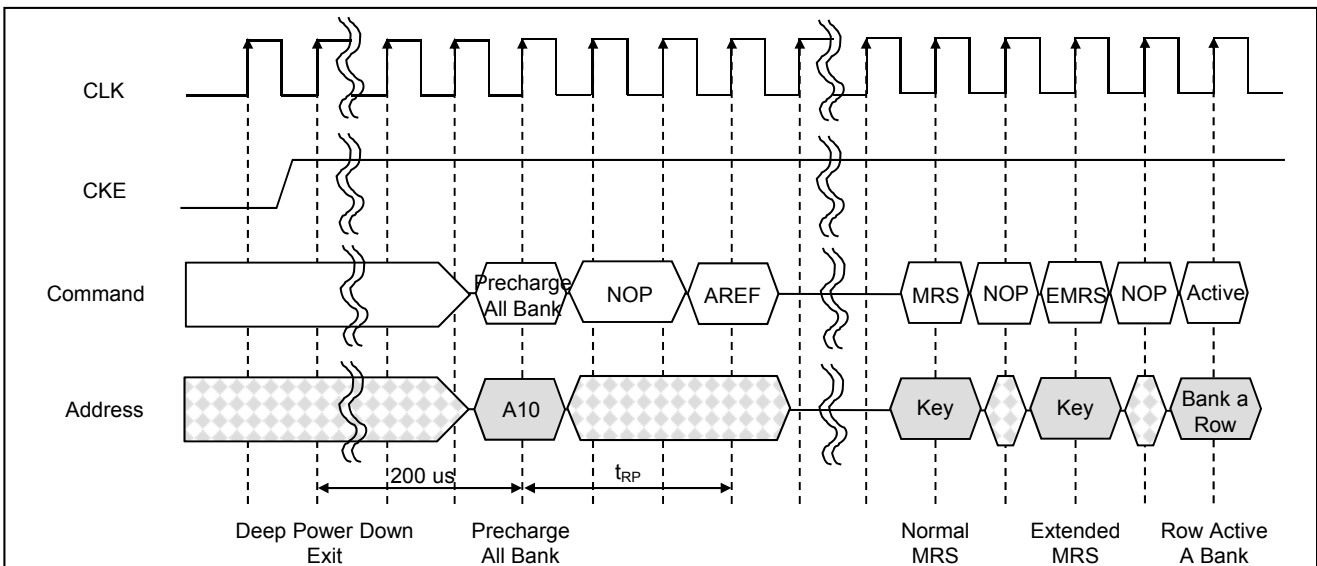 CLK
CKE
Command
Precharge
All Bank
NOP
AREF
MRS
NOP
EMRS
NOP
Active
Address
A10
Key
Key
Bank a
Row
200 us
tRP
Deep Power Down
Exit
Precharge
All Bank
Normal
MRS
Extended
MRS
Row Active
A Bank